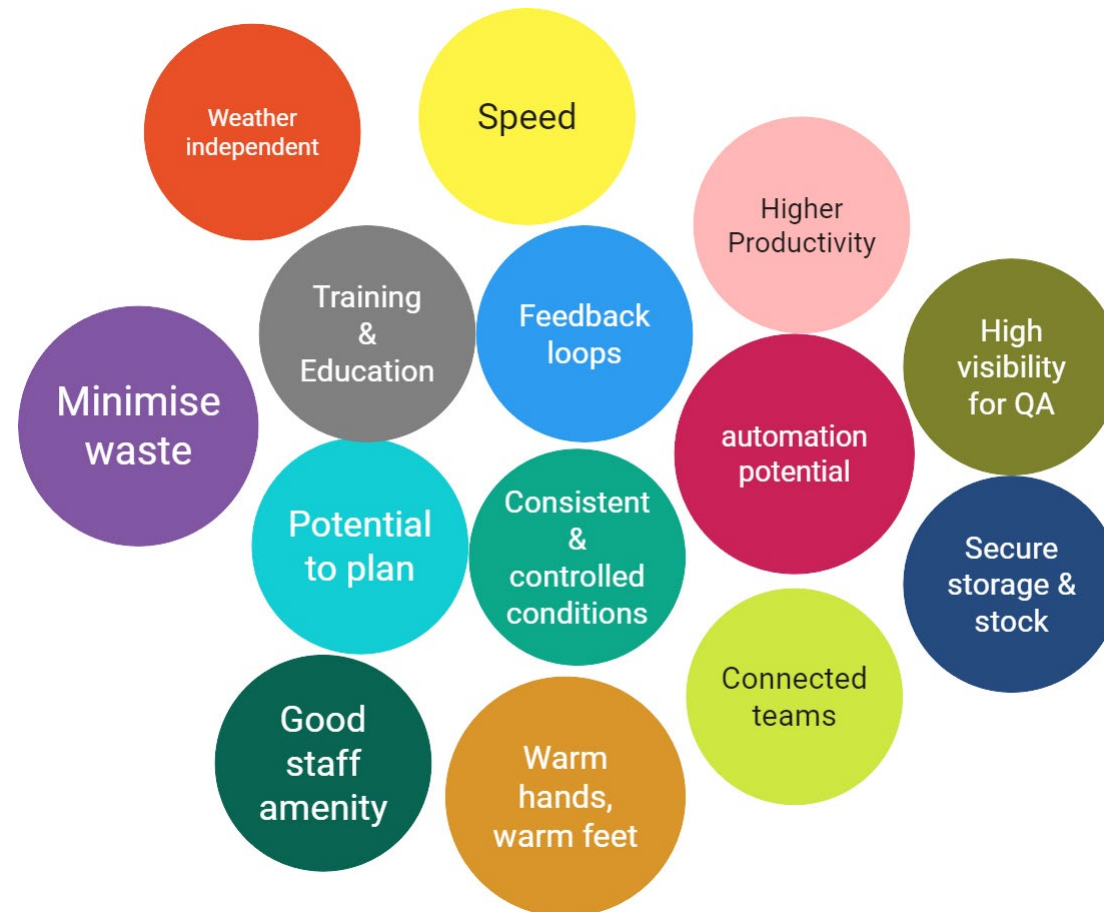 Weather
independent
Speed
Higher
Productivity
Training
&
Education
Feedback
loops
High
visibility
for QA
Minimise
waste
automation
potential
Potential
to plan
Consistent
&
controlled
conditions
Secure
storage &
stock
Connected
teams
Good
staff
amenity
Warm
hands,
warm feet